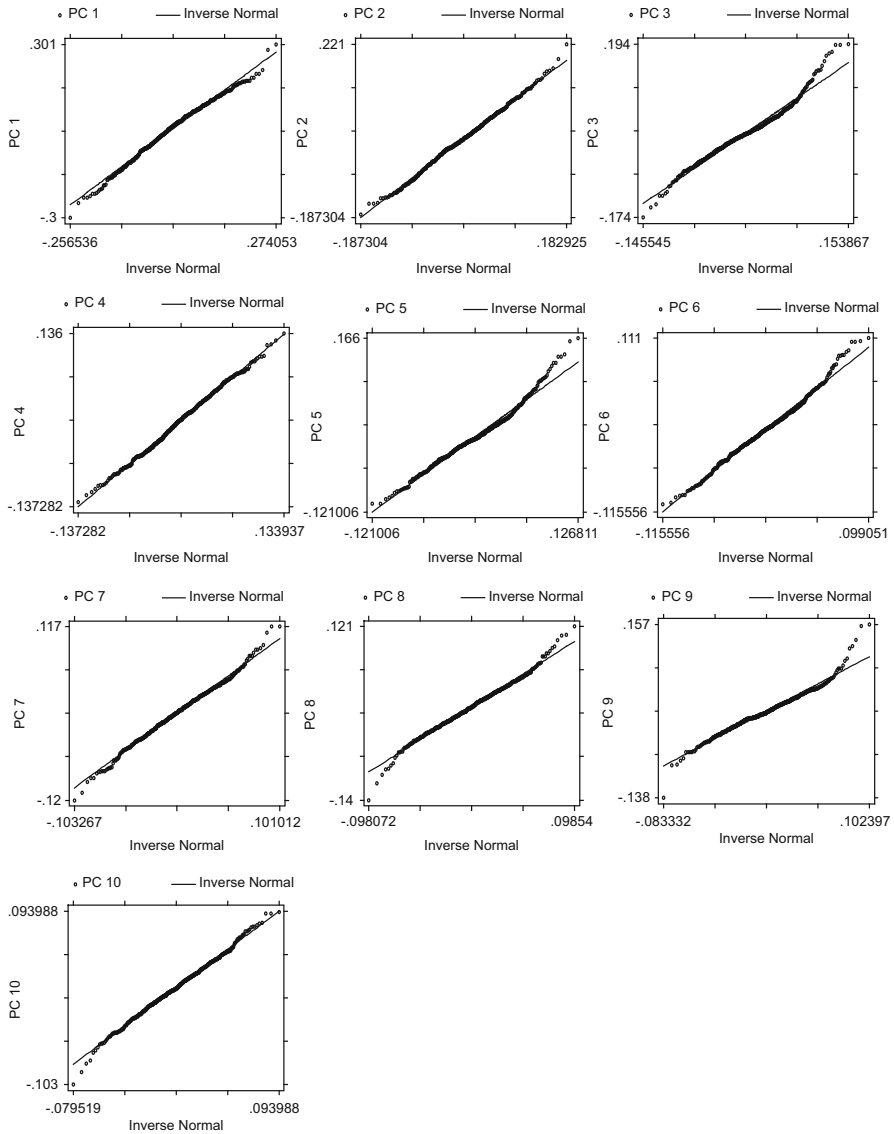 PC 1 Inverse Normal
.301
PC 1
-.3
-.256536 .274053
Inverse Normal
PC 2 Inverse Normal
.221
PC 2
-.187304
-.187304 .182925
Inverse Normal
PC 3 Inverse Normal
.194
PC 3
-.174
-.145545 .153867
Inverse Normal
PC 4 Inverse Normal
.136
PC 4
-.137282
-.137282 .133937
Inverse Normal
PC 5 Inverse Normal
.166
PC 5
-.121006
-.121006 .126811
Inverse Normal
PC 6 Inverse Normal
.111
PC 6
-.115556
-.115556 .099051
Inverse Normal
PC 7 Inverse Normal
.117
PC 7
-.12
-.103267 .101012
Inverse Normal
PC 8 Inverse Normal
.121
PC 8
-.14
-.098072 .09854
Inverse Normal
PC 9 Inverse Normal
.157
PC 9
-.138
-.083332 .102397
Inverse Normal
PC 10 Inverse Normal
.093988
PC 10
-.103
-.079519 .093988
Inverse Normal